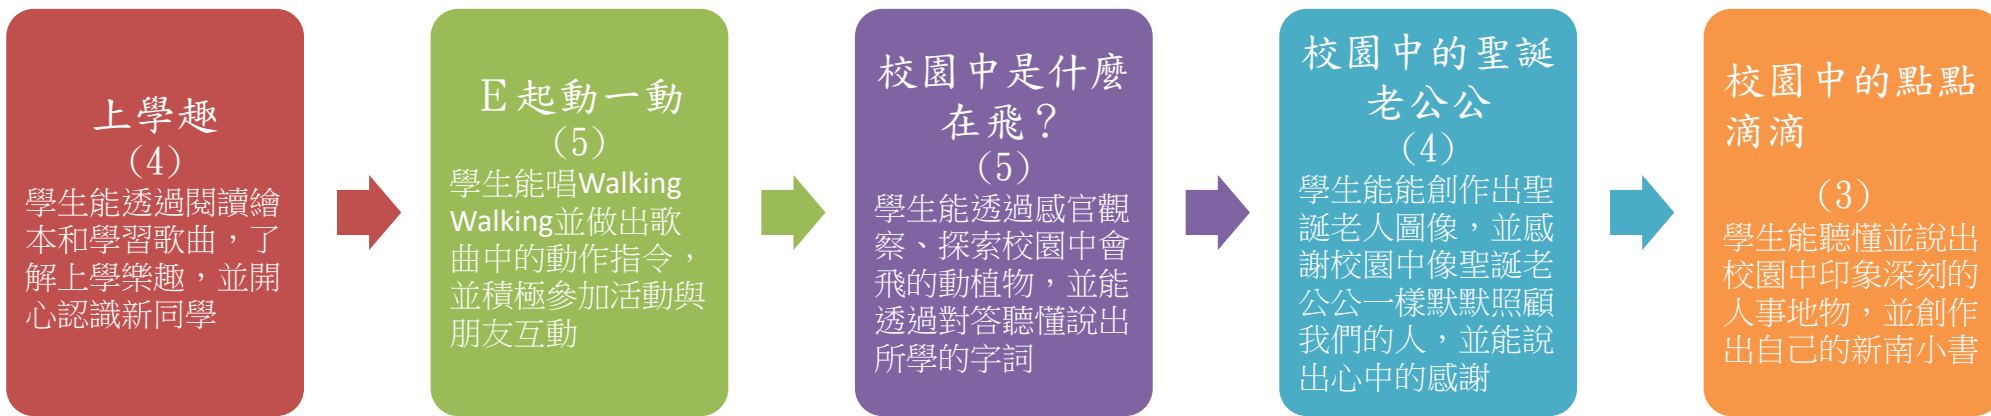 上學趣
(4)
學生能透過閱讀繪
本和學習歌曲，了
解上學樂趣，並開
心認識新同學
E起動一動
(5)
學生能唱Walking
Walking並做出歌
曲中的動作指令，
並積極參加活動與
朋友互動
校園中是什麼
在飛？
(5)
學生能透過感官觀
察、探索校園中會
飛的動植物，並能
透過對答聽懂說出
所學的字詞
校園中的聖誕
老公公
(4)
學生能能創作出聖
誕老人圖像，並感
謝校園中像聖誕老
公公一樣默默照顧
我們的人，並能說
出心中的感謝
校園中的點點
滴滴
(3)
學生能聽懂並說出
校園中印象深刻的
人事地物，並創作
出自己的新南小書